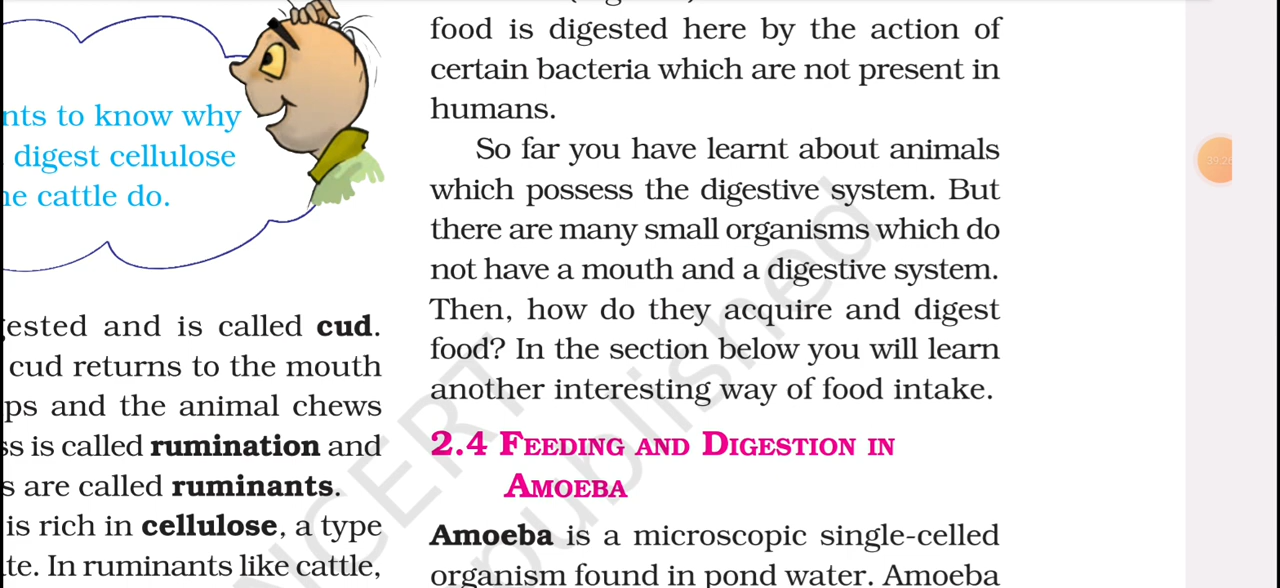 nts to know why
digest cellulose
e cattle do.
ested and is called cud.
cud returns to the mouth
ps and the animal chews
s is called rumination and
s are called ruminants.
is rich in cellulose, a type
te. In ruminants like cattle,
food is digested here by the action of
certain bacteria which are not present in
humans.
So far you have learnt about animals
which possess the digestive system. But
there are many small organisms which do
not have a mouth and a digestive system.
Then, how do they acquire and digest
food? In the section below you will learn
another interesting way of food intake.
2.4 FEEDING AND DIGESTION IN
AMOEBA
Amoeba is a microscopic single-celled
organism found in pond water. Amoeba
NCERT
published
39:26